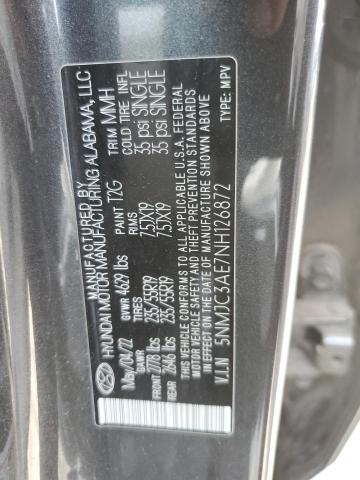 MANUFACTURED BY
HYUNDAI MOTOR MANUFACTURING ALABAMA, LLC
May/04/22 GVWR 4629 lbs PAINT T2G TRIM MMH
GAWR TIRES RIMS COLD TIRE INFL
FRONT 2778 lbs 235/55R19 7.5JX19 35 psi SINGLE
REAR 2646 lbs 235/55R19 7.5JX19 35 psi SINGLE
THIS VEHICLE CONFORMS TO ALL APPLICABLE U.S.A. FEDERAL
MOTOR VEHICLE SAFETY AND THEFT PREVENTION STANDARDS
IN EFFECT ON THE DATE OF MANUFACTURE SHOWN ABOVE
V.I.N 5NMJC3AE7NH126872 TYPE: MPV